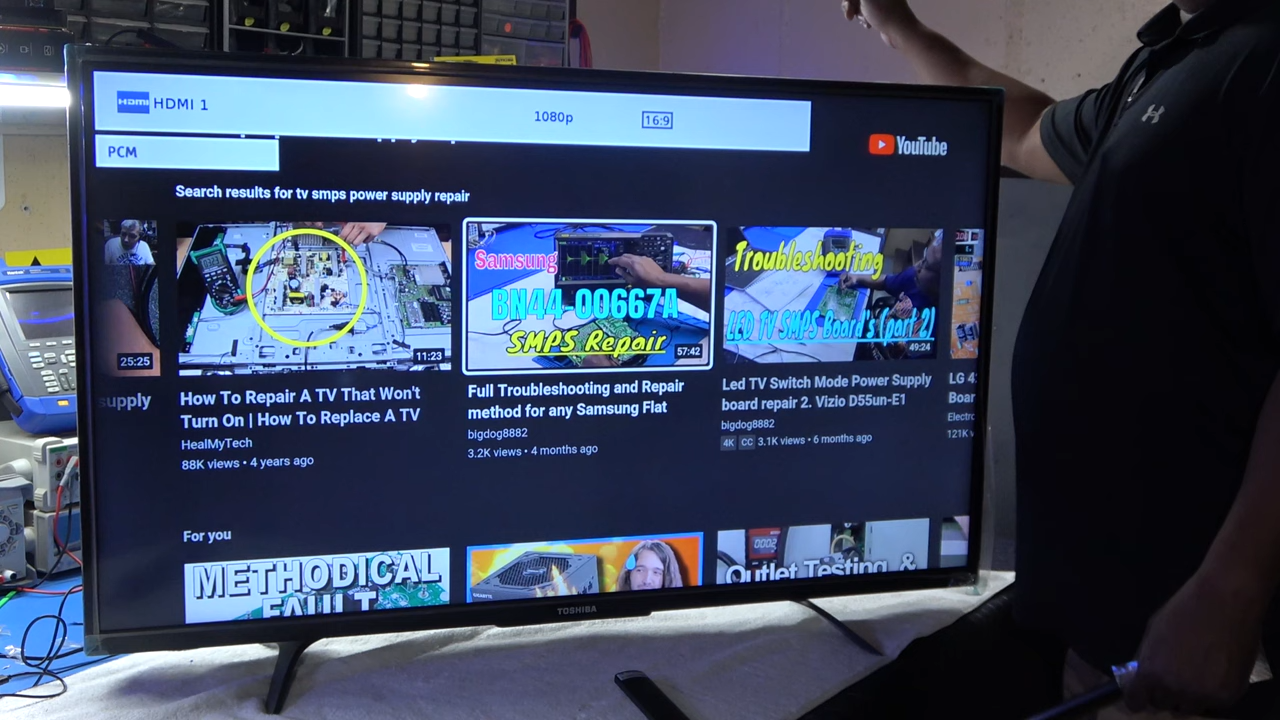 HDMI HDMI 1
1080p
16:9
PCM
YouTube
Search results for tv smps power supply repair
25:25
11:23
Samsung
BN44-00667A
SMPS Repair
57:42
Troubleshooting
LED TV SMPS Board's (part 2)
49:24
supply
How To Repair A TV That Won't
Turn On | How To Replace A TV
HealMyTech
88K views • 4 years ago
Full Troubleshooting and Repair
method for any Samsung Flat
bigdog8882
3.2K views • 4 months ago
Led TV Switch Mode Power Supply
board repair 2. Vizio D55un-E1
bigdog8882
4K CC 3.1K views • 6 months ago
LG 4
Boar
Electro
121K v
For you
METHODICAL
FAULT
0002
Outlet Testing &
TOSHIBA